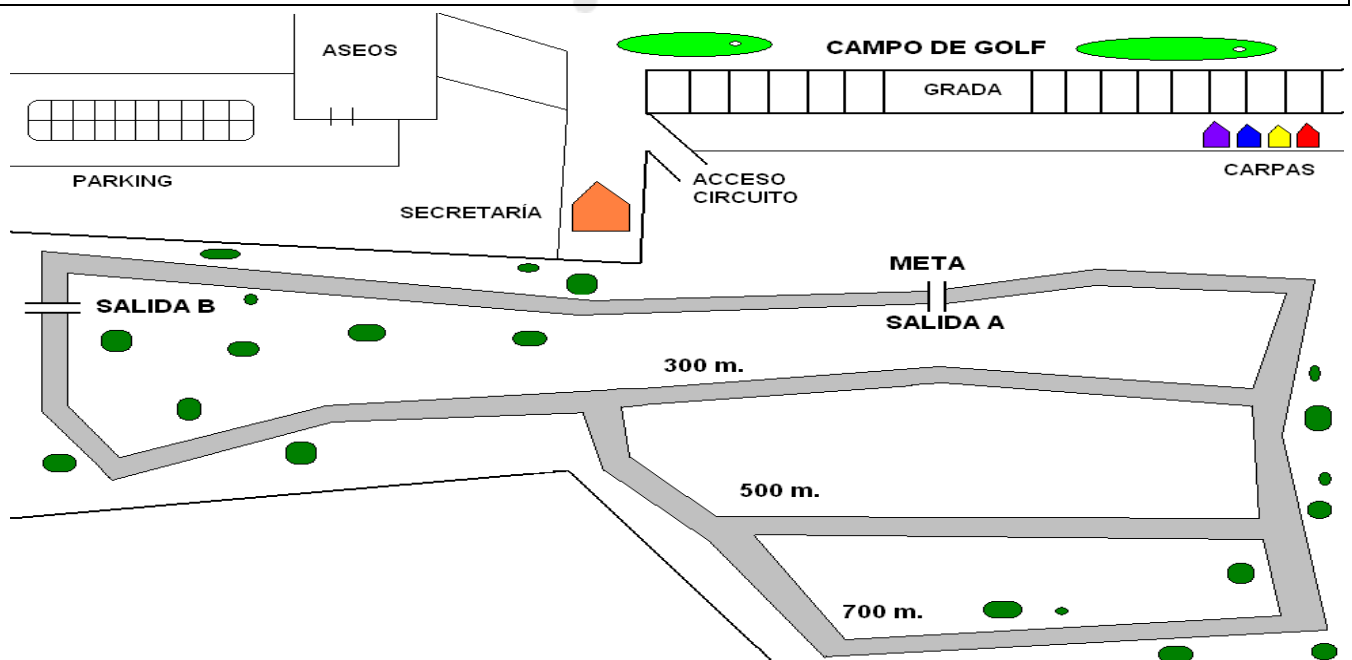 ASEOS
CAMPO DE GOLF
GRADA
PARKING
ACCESO
CIRCUITO
CARPAS
SECRETARÍA
META
SALIDA B
SALIDA A
300 m.
500 m.
700 m.